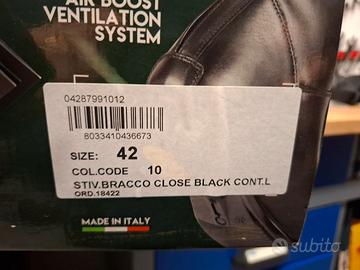 AIR BOOST
VENTILATION
SYSTEM
04287991012
8033410436673
SIZE: 42
COL.CODE 10
STIV.BRACCO CLOSE BLACK CONT.L
ORD.18422
MADE IN ITALY
subito